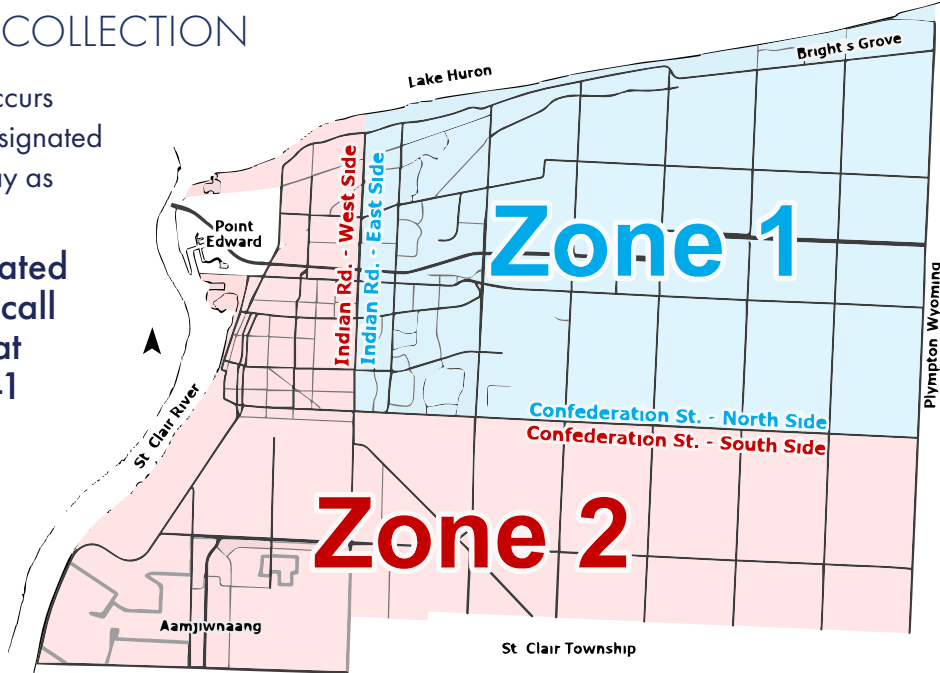 COLLECTION
ccurs
signated
ay as
ated
call
at
1
Lake Huron
Bright s Grove
Point
Edward
Indian Rd. - West Side
Indian Rd. - East Side
Zone 1
Plympton Wyoming
St Clair River
Confederation St. - North Side
Confederation St. - South Side
Zone 2
Aamjiwnaang
St Clair Township